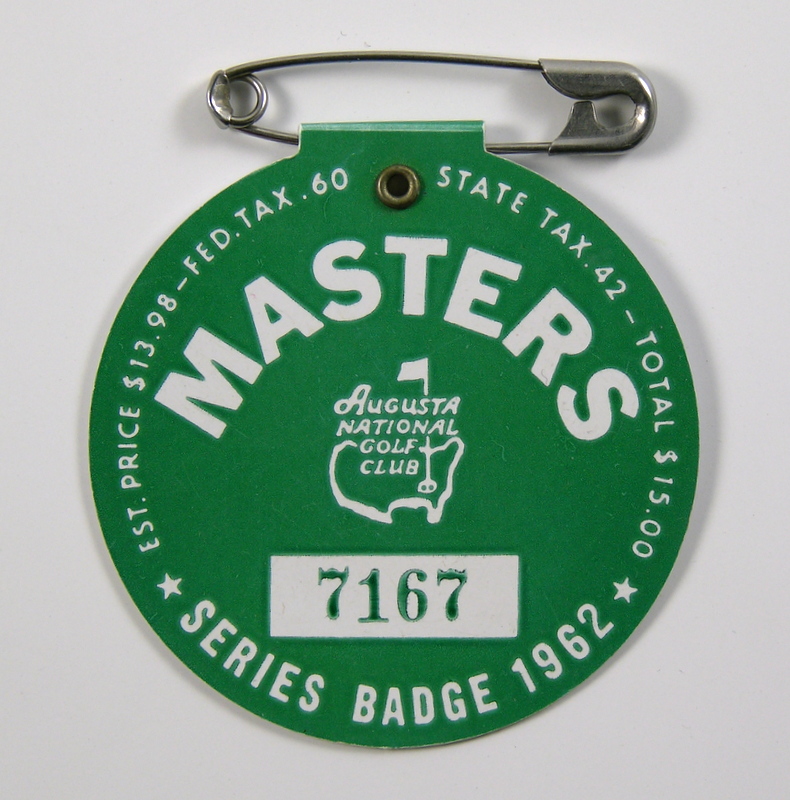 EST. PRICE $13.98–FED.TAX.60
STATE TAX.42–TOTAL $15.00
MASTERS
AUGUSTA
NATIONAL
GOLF
CLUB
7167
★ SERIES BADGE 1962 ★